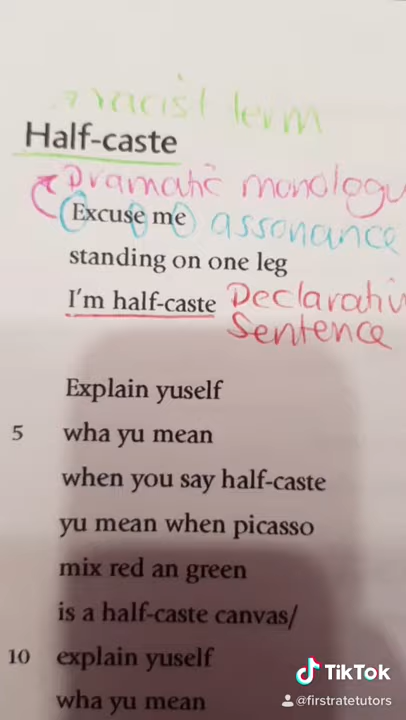 racist term
Half-caste
Dramatic monologu
Excuse me assonance
standing on one leg
I'm half-caste Declarativ
Sentence
Explain yuself
5 wha yu mean
when you say half-caste
yu mean when picasso
mix red an green
is a half-caste canvas/
10 explain yuself
wha yu mean
TikTok
@firstratetutors